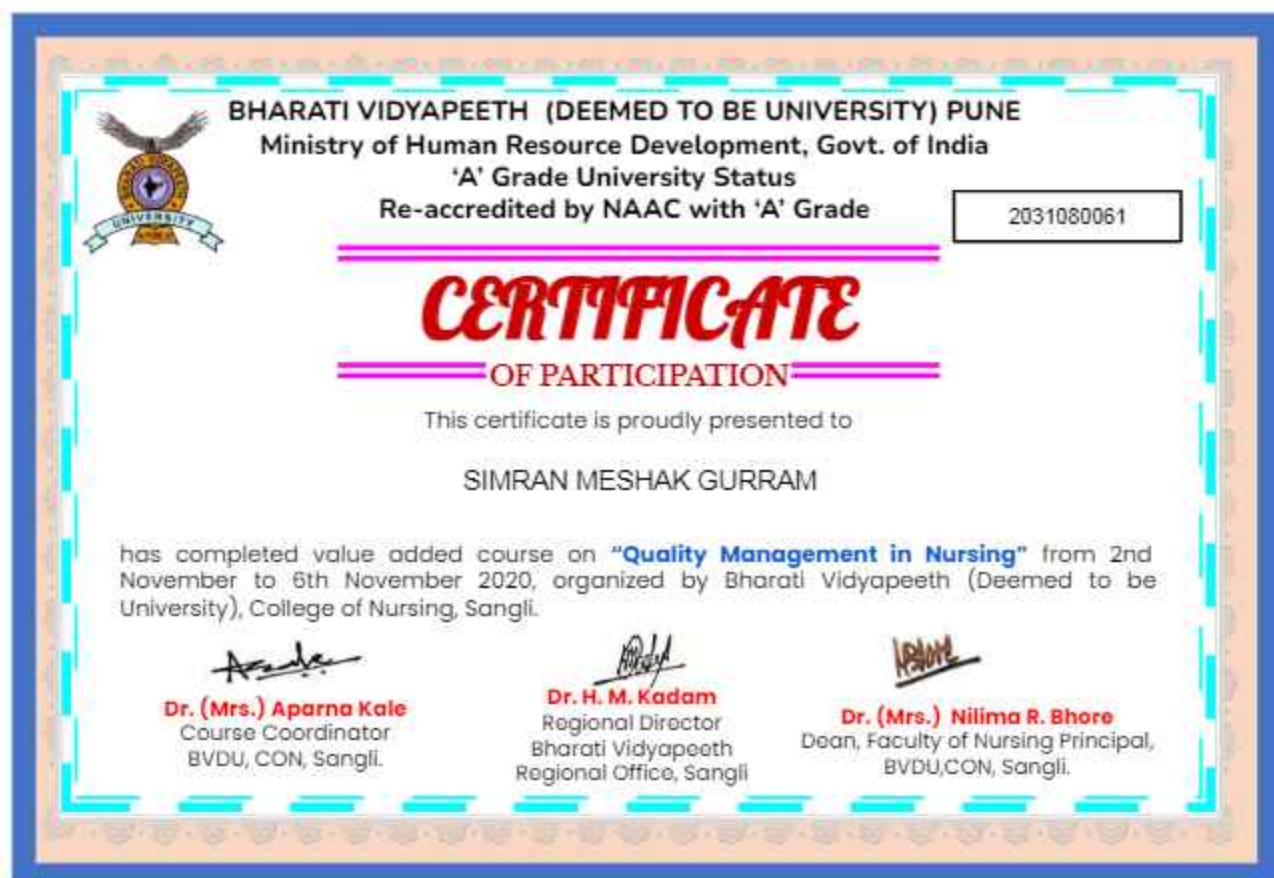 BHARATI VIDYAPEETH (DEEMED TO BE UNIVERSITY) PUNE
Ministry of Human Resource Development, Govt. of India
‘A’ Grade University Status
Re-accredited by NAAC with ‘A’ Grade
2031080061
BHARATI VIDYAPEETH
UNIVERSITY
CERTIFICATE
OF PARTICIPATION
This certificate is proudly presented to
SIMRAN MESHAK GURRAM
has completed value added course on “Quality Management in Nursing” from 2nd
November to 6th November 2020, organized by Bharati Vidyapeeth (Deemed to be
University), College of Nursing, Sangli.
Dr. (Mrs.) Aparna Kale
Course Coordinator
BVDU, CON, Sangli.
Dr. H. M. Kadam
Regional Director
Bharati Vidyapeeth
Regional Office, Sangli
Dr. (Mrs.) Nilima R. Bhore
Dean, Faculty of Nursing Principal,
BVDU,CON, Sangli.